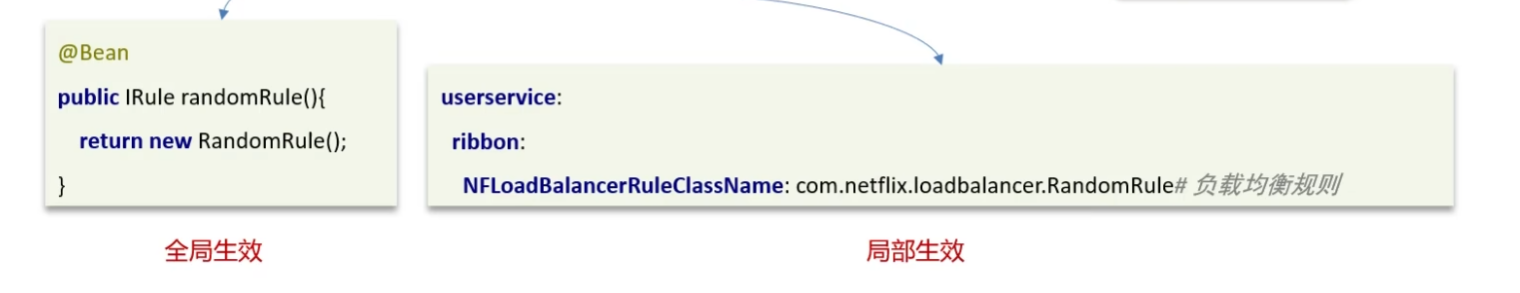 @Bean
public IRule randomRule(){
return new RandomRule();
}
全局生效
userservice:
ribbon:
NFLoadBalancerRuleClassName: com.netflix.loadbalancer.RandomRule# 负载均衡规则
局部生效